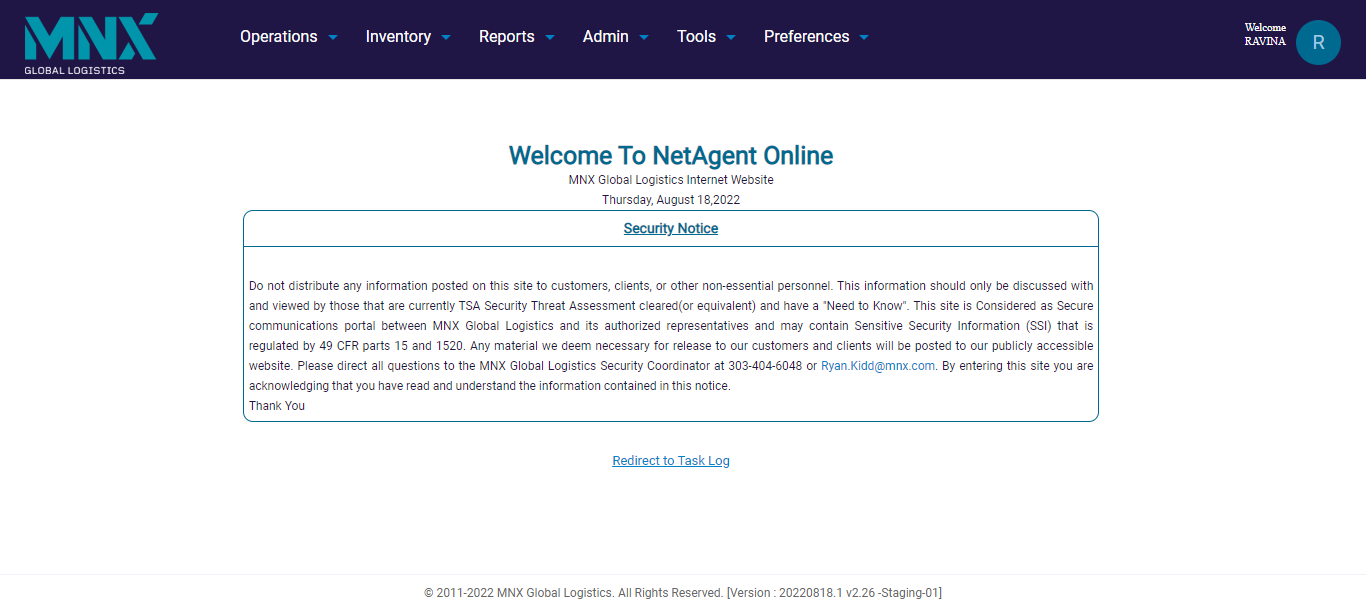 MNX
GLOBAL LOGISTICS
Operations Inventory Reports Admin Tools Preferences
Welcome
RAVINA
R
Welcome To NetAgent Online
MNX Global Logistics Internet Website
Thursday, August 18,2022
Security Notice
Do not distribute any information posted on this site to customers, clients, or other non-essential personnel. This information should only be discussed with
and viewed by those that are currently TSA Security Threat Assessment cleared(or equivalent) and have a "Need to Know". This site is Considered as Secure
communications portal between MNX Global Logistics and its authorized representatives and may contain Sensitive Security Information (SSI) that is
regulated by 49 CFR parts 15 and 1520. Any material we deem necessary for release to our customers and clients will be posted to our publicly accessible
website. Please direct all questions to the MNX Global Logistics Security Coordinator at 303-404-6048 or Ryan.Kidd@mnx.com. By entering this site you are
acknowledging that you have read and understand the information contained in this notice.
Thank You
Redirect to Task Log
© 2011-2022 MNX Global Logistics. All Rights Reserved. [Version : 20220818.1 v2.26 -Staging-01]